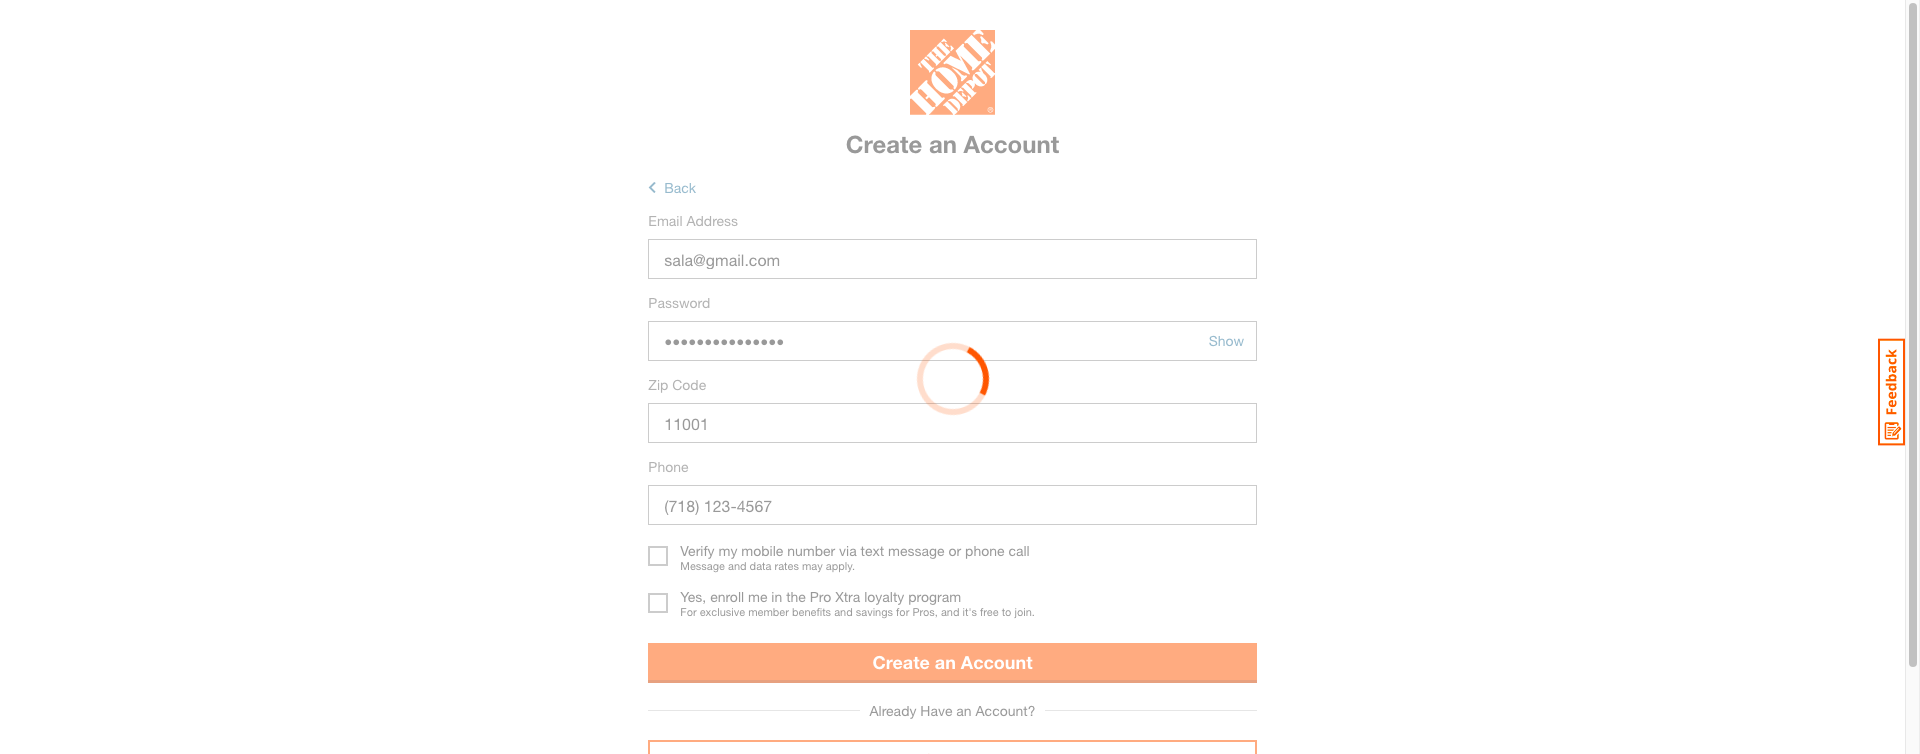 THE
HOME
DEPOT
Create an Account
Back
Email Address
sala@gmail.com
Password
•••••••••••••••
Show
Zip Code
11001
Phone
(718) 123-4567
Verify my mobile number via text message or phone call
Message and data rates may apply.
Yes, enroll me in the Pro Xtra loyalty program
For exclusive member benefits and savings for Pros, and it's free to join.
Create an Account
Already Have an Account?
Feedback